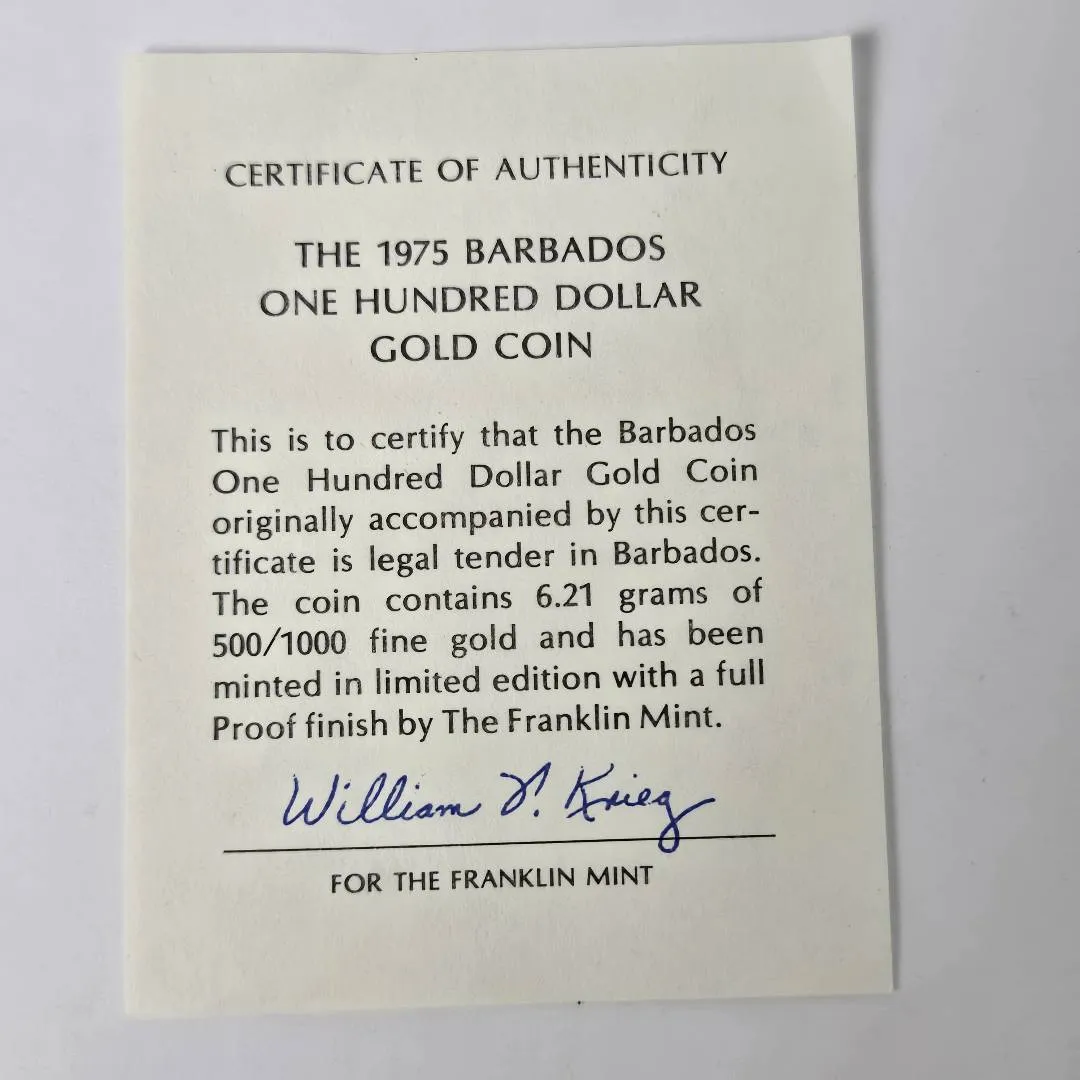 CERTIFICATE OF AUTHENTICITY
THE 1975 BARBADOS
ONE HUNDRED DOLLAR
GOLD COIN
This is to certify that the Barbados
One Hundred Dollar Gold Coin
originally accompanied by this cer-
tificate is legal tender in Barbados.
The coin contains 6.21 grams of
500/1000 fine gold and has been
minted in limited edition with a full
Proof finish by The Franklin Mint.
William F. Krieg
FOR THE FRANKLIN MINT